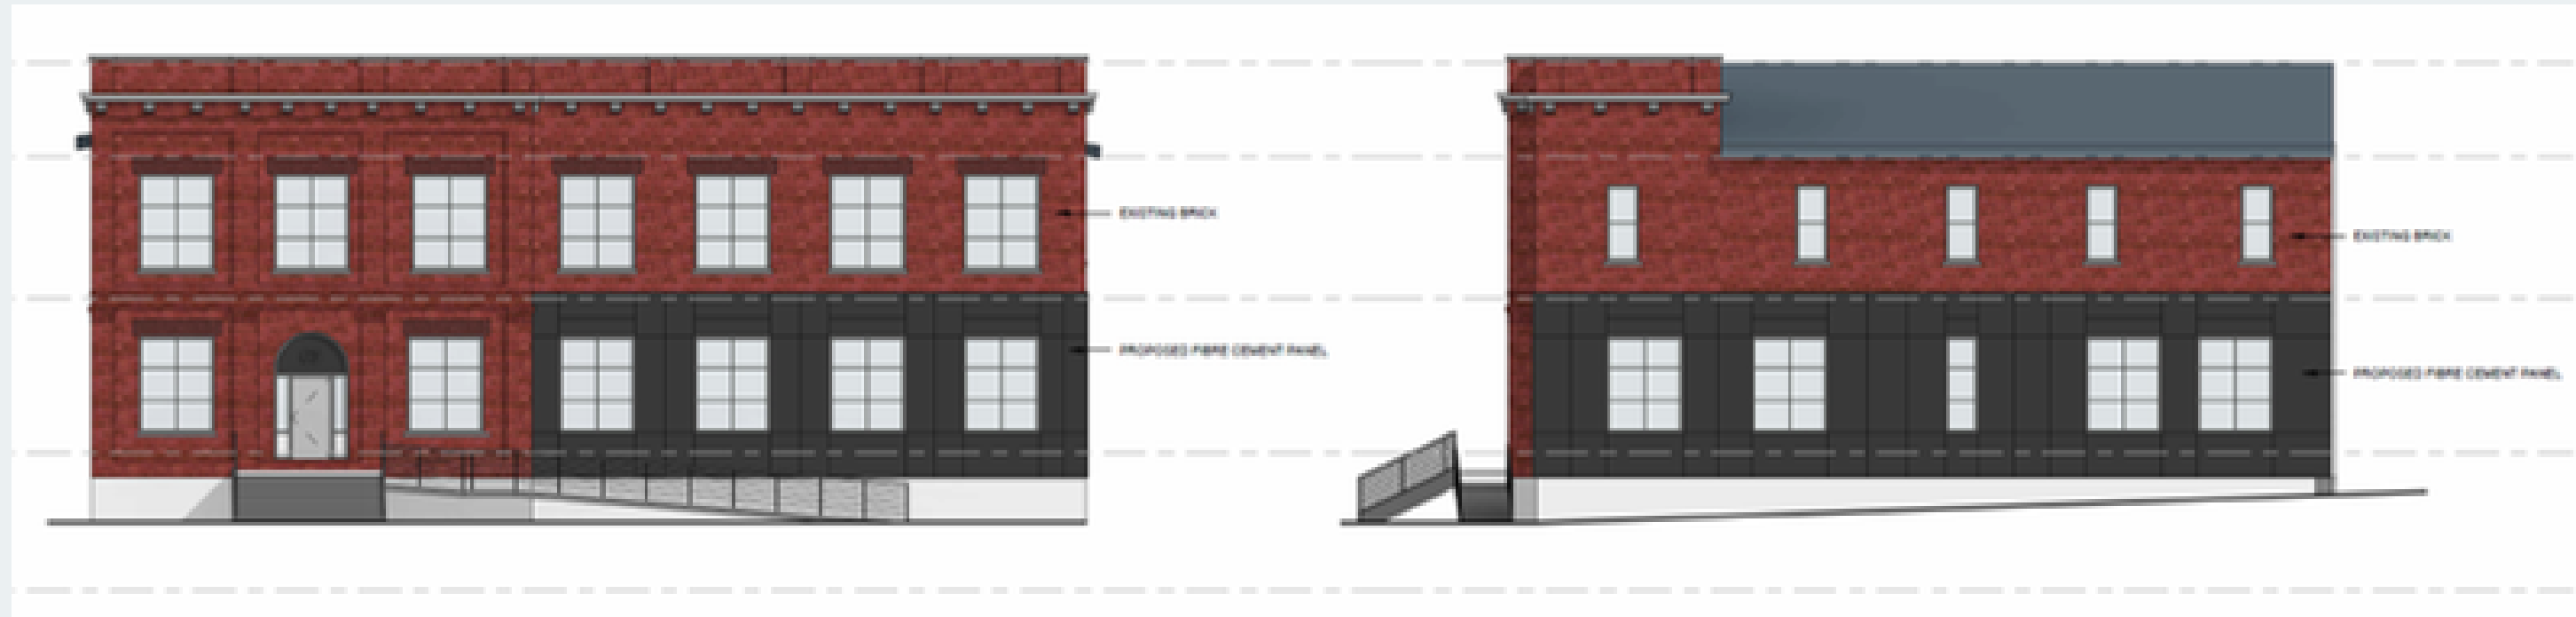 EXISTING BRICK
PROPOSED FIBRE CEMENT PANEL
EXISTING BRICK
PROPOSED FIBRE CEMENT PANEL